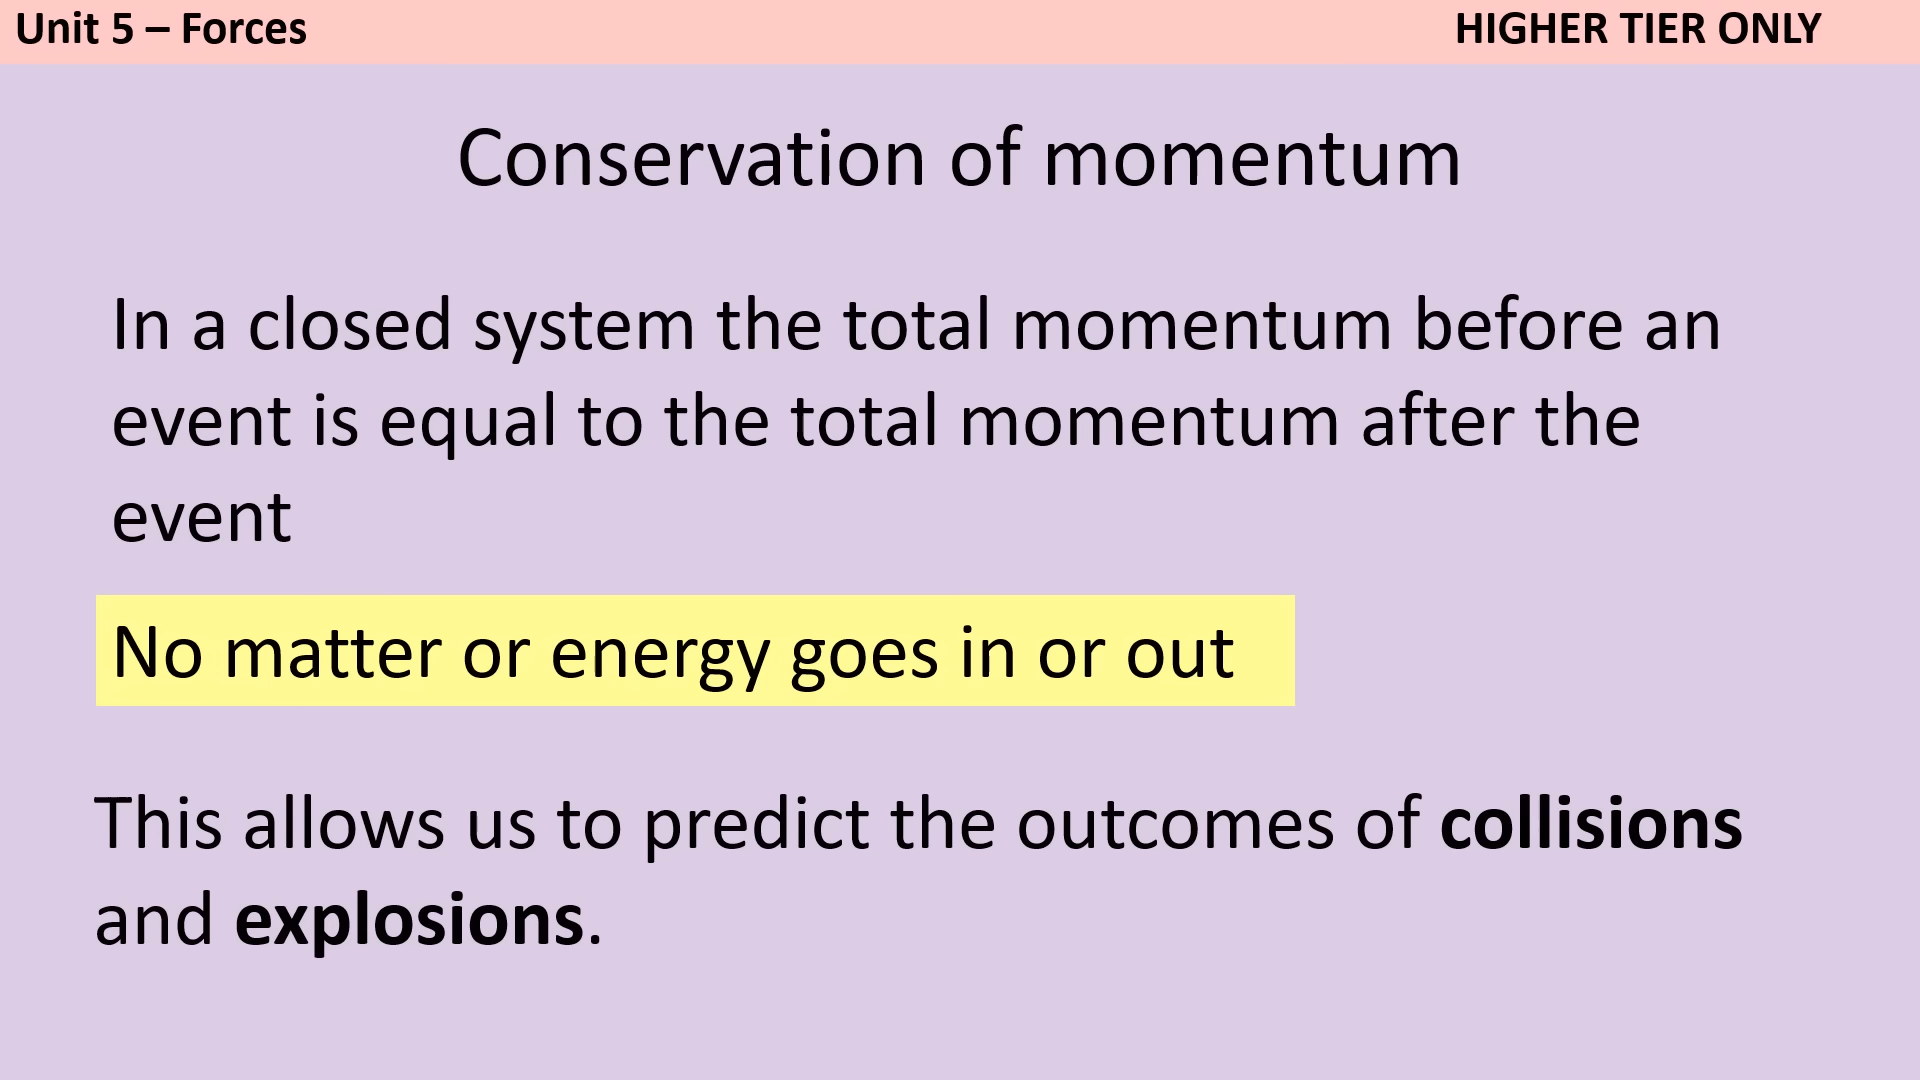 Unit 5 – Forces
HIGHER TIER ONLY
Conservation of momentum
In a closed system the total momentum before an
event is equal to the total momentum after the
event
No matter or energy goes in or out
This allows us to predict the outcomes of collisions
and explosions.